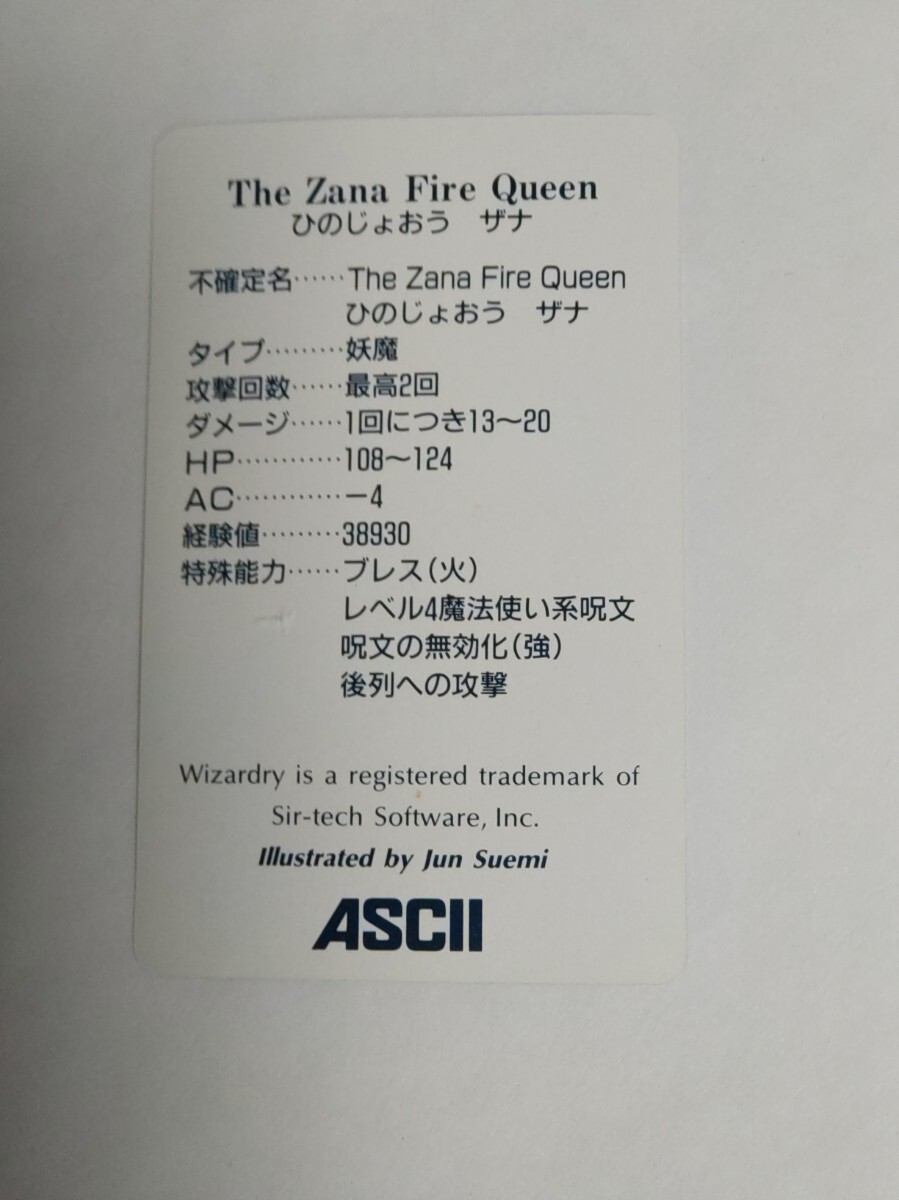 The Zana Fire Queen
ひのじょおう ザナ
不確定名……The Zana Fire Queen
ひのじょおう ザナ
タイプ………妖魔
攻撃回数……最高2回
ダメージ……1回につき13〜20
HP…………108〜124
AC…………−4
経験値………38930
特殊能力……ブレス(火)
レベル4魔法使い系呪文
呪文の無効化(強)
後列への攻撃
Wizardry is a registered trademark of
Sir-tech Software, Inc.
Illustrated by Jun Suemi
ASCII